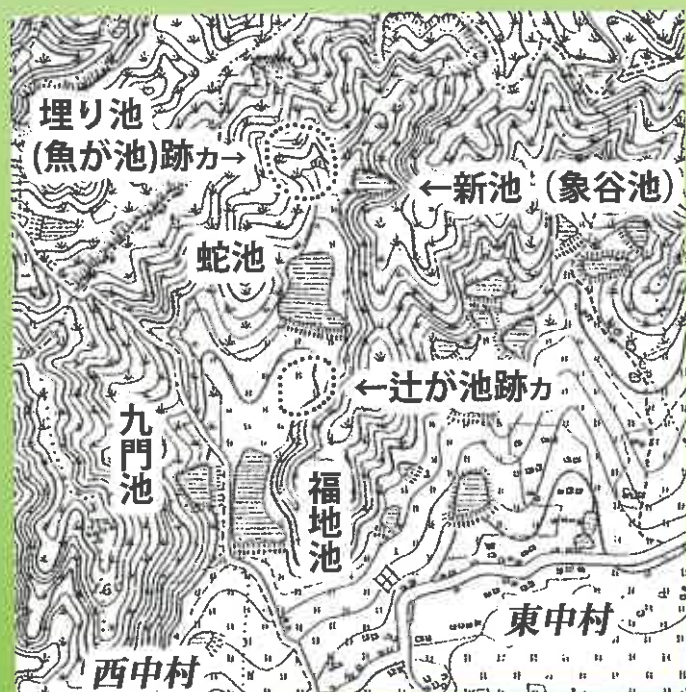 埋り池
(魚が池)跡カ→
←新池（象谷池）
蛇池
←辻が池跡カ
九門池
福地池
田
東中村
西中村